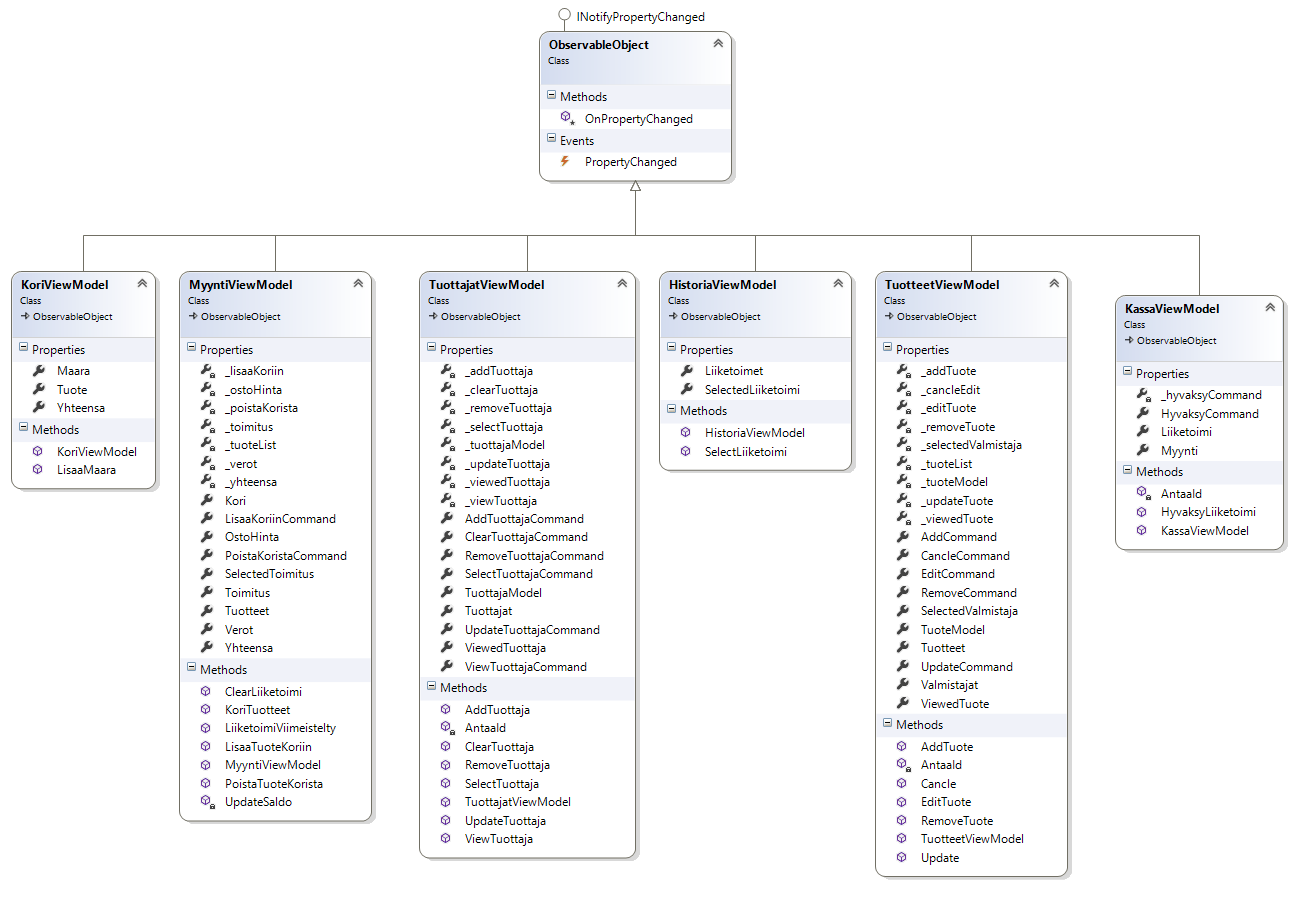 INotifyPropertyChanged
ObservableObject
Class
Methods
OnPropertyChanged
Events
PropertyChanged
KoriViewModel
Class
ObservableObject
Properties
Maara
Tuote
Yhteensa
Methods
KoriViewModel
LisaaMaara
MyyntiViewModel
Class
ObservableObject
Properties
_lisaaKoriin
_ostoHinta
_poistaKorista
_toimitus
_tuoteList
_verot
_yhteensa
Kori
LisaaKoriinCommand
OstoHinta
PoistaKoristaCommand
SelectedToimitus
Toimitus
Tuotteet
Verot
Yhteensa
Methods
ClearLiiketoimi
KoriTuotteet
LiiketoimiViimeistelty
LisaaTuoteKoriin
MyyntiViewModel
PoistaTuoteKorista
UpdateSaldo
TuottajatViewModel
Class
ObservableObject
Properties
_addTuottaja
_clearTuottaja
_removeTuottaja
_selectTuottaja
_tuottajaModel
_updateTuottaja
_viewedTuottaja
_viewTuottaja
AddTuottajaCommand
ClearTuottajaCommand
RemoveTuottajaCommand
SelectTuottajaCommand
TuottajaModel
Tuottajat
UpdateTuottajaCommand
ViewedTuottaja
ViewTuottajaCommand
Methods
AddTuottaja
AntaaId
ClearTuottaja
RemoveTuottaja
SelectTuottaja
TuottajatViewModel
UpdateTuottaja
ViewTuottaja
HistoriaViewModel
Class
ObservableObject
Properties
Liiketoimet
SelectedLiiketoimi
Methods
HistoriaViewModel
SelectLiiketoimi
TuotteetViewModel
Class
ObservableObject
Properties
_addTuote
_cancleEdit
_editTuote
_removeTuote
_selectedValmistaja
_tuoteList
_tuoteModel
_updateTuote
_viewedTuote
AddCommand
CancleCommand
EditCommand
RemoveCommand
SelectedValmistaja
TuoteModel
Tuotteet
UpdateCommand
Valmistajat
ViewedTuote
Methods
AddTuote
AntaaId
Cancle
EditTuote
RemoveTuote
TuotteetViewModel
Update
KassaViewModel
Class
ObservableObject
Properties
_hyvaksyCommand
HyvaksyCommand
Liiketoimi
Myynti
Methods
AntaaId
HyvaksyLiiketoimi
KassaViewModel